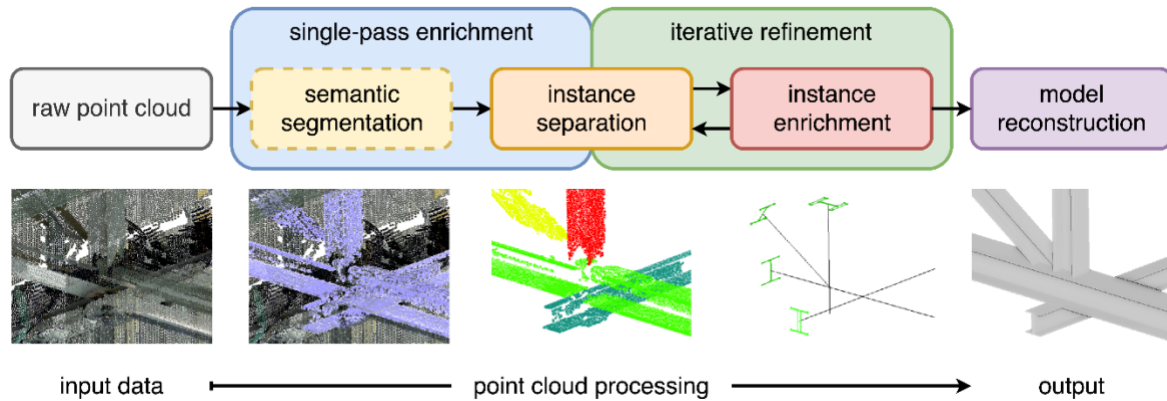 single-pass enrichment
iterative refinement
raw point cloud
semantic
segmentation
instance
separation
instance
enrichment
model
reconstruction
input data
point cloud processing
output